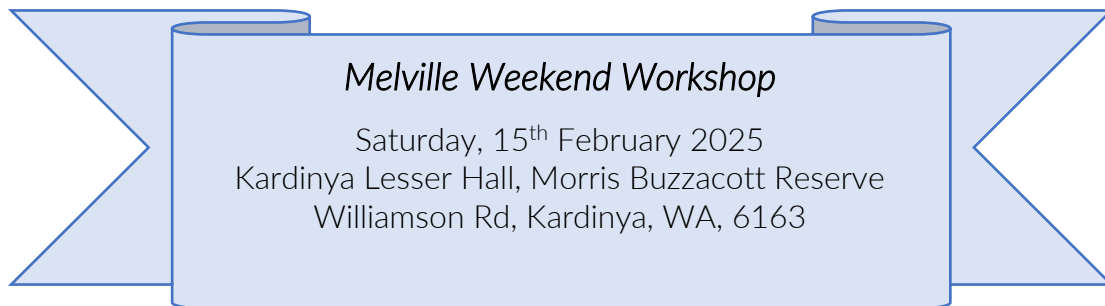 Melville Weekend Workshop
Saturday, 15th February 2025
Kardinya Lesser Hall, Morris Buzzacott Reserve
Williamson Rd, Kardinya, WA, 6163